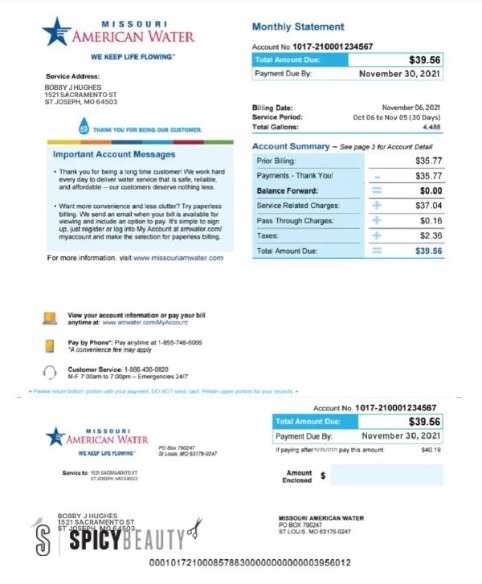 MISSOURI
AMERICAN WATER
WE KEEP LIFE FLOWING
Service Address:
BOBBY J HUGHES
1521 SACRAMENTO ST
ST JOSEPH, MO 64503
THANK YOU FOR BEING OUR CUSTOMER.
Important Account Messages
• Thank you for being a long time customer! We work hard
every day to deliver water service that is safe, reliable,
and affordable – our customers deserve nothing less.
• Want more convenience and less clutter? Try paperless
billing. We send an email when your bill is available for
viewing and include an option to pay. It's simple to sign
up, just register or log into My Account at amwater.com/
myaccount and make the selection for paperless billing.
For more information, visit www.missouriamwater.com
Monthly Statement
Account No. 1017-210001234567
Total Amount Due: $39.56
Payment Due By: November 30, 2021
Billing Date: November 06, 2021
Service Period: Oct 06 to Nov 05 (30 Days)
Total Gallons: 4,488
Account Summary – See page 3 for Account Detail
Prior Billing: $35.77
Payments - Thank You! - $35.77
Balance Forward: = $0.00
Service Related Charges: + $37.04
Pass Through Charges: + $0.16
Taxes: + $2.36
Total Amount Due: = $39.56
View your account information or pay your bill
anytime at: www.amwater.com/MyAccount
Pay by Phone*: Pay anytime at 1-855-748-6066
*A convenience fee may apply
Customer Service: 1-866-430-0820
M-F 7:00am to 7:00pm – Emergencies 24/7
Please return bottom portion with your payment. DO NOT send cash. Retain upper portion for your records.
MISSOURI
AMERICAN WATER
WE KEEP LIFE FLOWING
PO Box 790247
St Louis, MO 63179-0247
Service to: 1521 SACRAMENTO ST
ST JOSEPH, MO 64503
Account No. 1017-210001234567
Total Amount Due: $39.56
Payment Due By: November 30, 2021
If paying after pay this amount: $40.19
Amount
Enclosed $
BOBBY J HUGHES
1521 SACRAMENTO ST
ST JOSEPH, MO 64503
S SPICYBEAUTY
MISSOURI AMERICAN WATER
PO BOX 790247
ST LOUIS MO 63179-0247